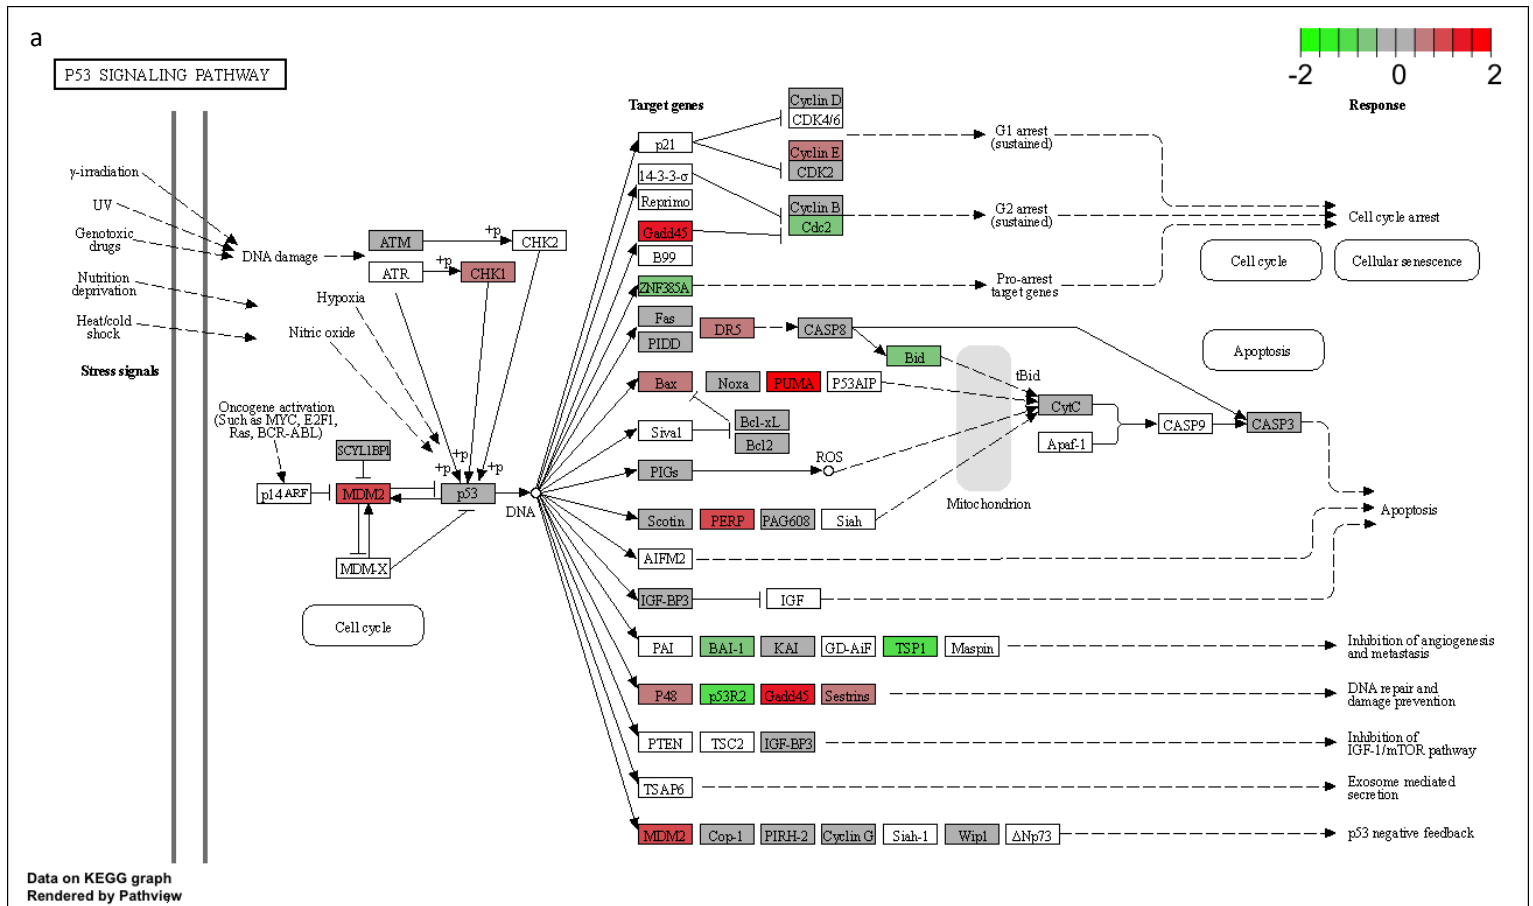 a
P53 SIGNALING PATHWAY
-2 0 2
Target genes
Response
Cyclin D
CDK4/6
p21
G1 arrest
(sustained)
Cyclin E
CDK2
γ-irradiation
14-3-3-σ
Reprimo
UV
Cyclin B
Cdc2
G2 arrest
(sustained)
Cell cycle arrest
Genotoxic
drugs
ATM
+p
CHK2
Gadd45
B99
DNA damage
ATR
+p
CHK1
Cell cycle
Cellular senescence
Nutrition
deprivation
Hypoxia
ZNF385A
Pro-arrest
target genes
Heat/cold
shock
Nitric oxide
Fas
PIDD
DR5
CASP8
Bid
Apoptosis
Stress signals
Bax
Noxa
PUMA
P53AIP
tBid
CytC
Oncogene activation
(Such as MYC, E2F1,
Ras, BCR-ABL)
Bcl-xL
Bcl2
Siva1
Apaf-1
CASP9
CASP3
SCYL1BP1
+p
+p
+p
PIGs
ROS
p14ARF
MDM2
p53
DNA
Mitochondrion
Scotin
PERP
PAG608
Siah
Apoptosis
MDM-X
AIFM2
IGF-BP3
IGF
Cell cycle
PAI
BAI-1
KAI
GD-AiF
TSP1
Maspin
Inhibition of angiogenesis
and metastasis
P48
p53R2
Gadd45
Sestrins
DNA repair and
damage prevention
PTEN
TSC2
IGF-BP3
Inhibition of
IGF-1/mTOR pathway
TSAP6
Exosome mediated
secretion
MDM2
Cop-1
PIRH-2
Cyclin G
Siah-1
Wip1
ΔNp73
p53 negative feedback
Data on KEGG graph
Rendered by Pathview